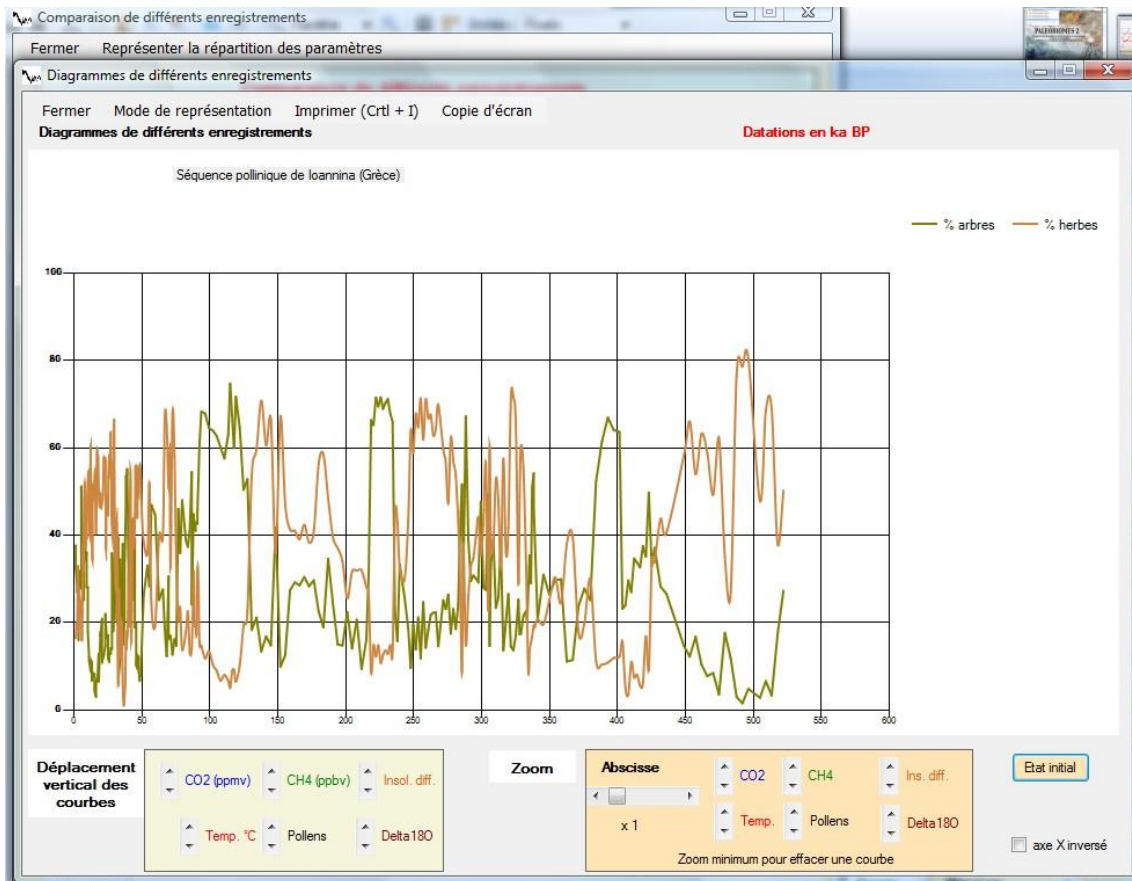 Comparaison de différents enregistrements
Fermer Représenter la répartition des paramètres
PALEOBIOMES 2
Diagrammes de différents enregistrements
Fermer Mode de représentation Imprimer (Crtl + I) Copie d'écran
Diagrammes de différents enregistrements Datations en ka BP
Séquence pollinique de Ioannina (Grèce)
% arbres % herbes
100
80
60
40
20
0
0 50 100 150 200 250 300 350 400 450 500 550 600
Déplacement vertical des courbes
CO2 (ppmv) CH4 (ppbv) Insol. diff.
Temp. °C Pollens Delta18O
Zoom
Abscisse
x 1
CO2 CH4 Ins. diff.
Temp. Pollens Delta18O
Zoom minimum pour effacer une courbe
Etat initial
axe X inversé